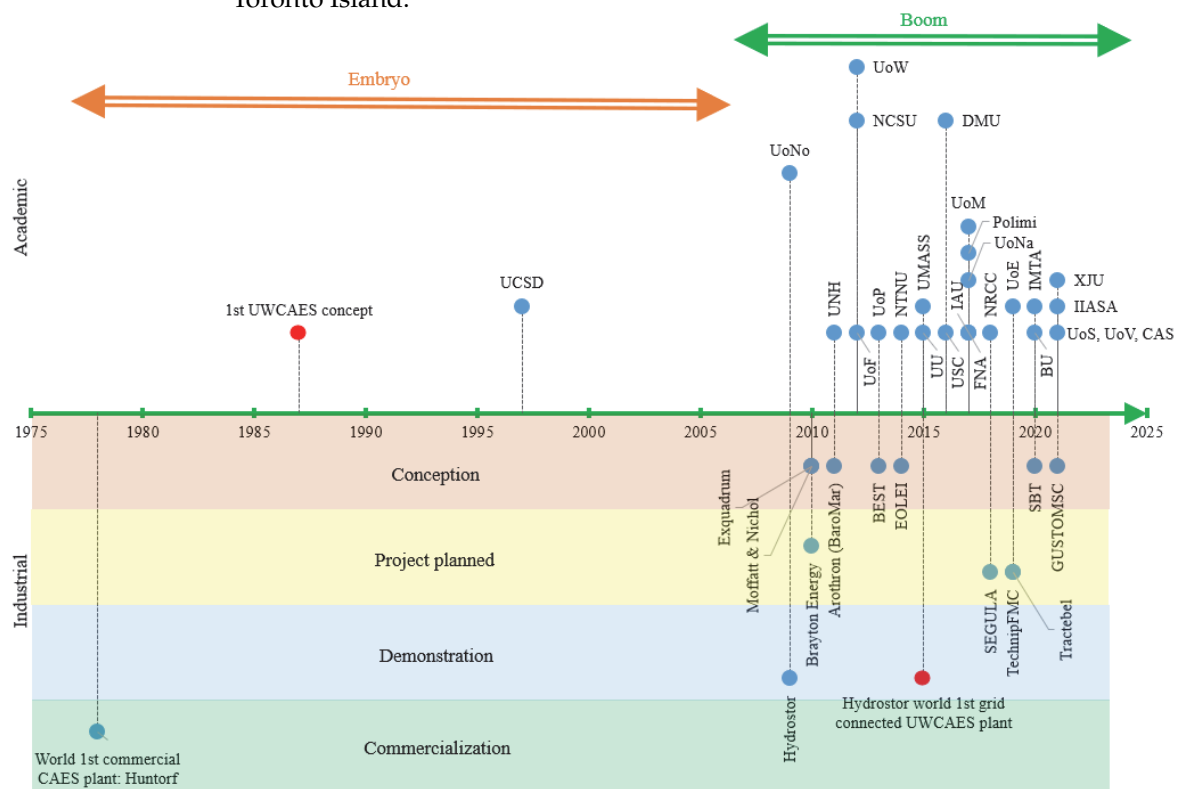 Toronto Island.
Boom
Embryo
UoW
NCSU
DMU
UoNo
UoM
Polimi
UoNa
UCSD
1st UWCAES concept
UNH
UoP
NTNU
UMASS
IAU
NRCC
UoE
IMTA
XJU
IIASA
UoS, UoV, CAS
UoF
UU
USC
FNA
BU
Academic
1975
1980
1985
1990
1995
2000
2005
2010
2015
2020
2025
Conception
Exquadrum
Moffatt & Nichol
Brayton Energy
Arothron (BaroMar)
BEST
EOLEI
SBT
GUSTOMSC
Project planned
SEGULA
TechnipFMC
Tractebel
Industrial
Demonstration
Hydrostor
Hydrostor world 1st grid
connected UWCAES plant
Commercialization
World 1st commercial
CAES plant: Huntorf